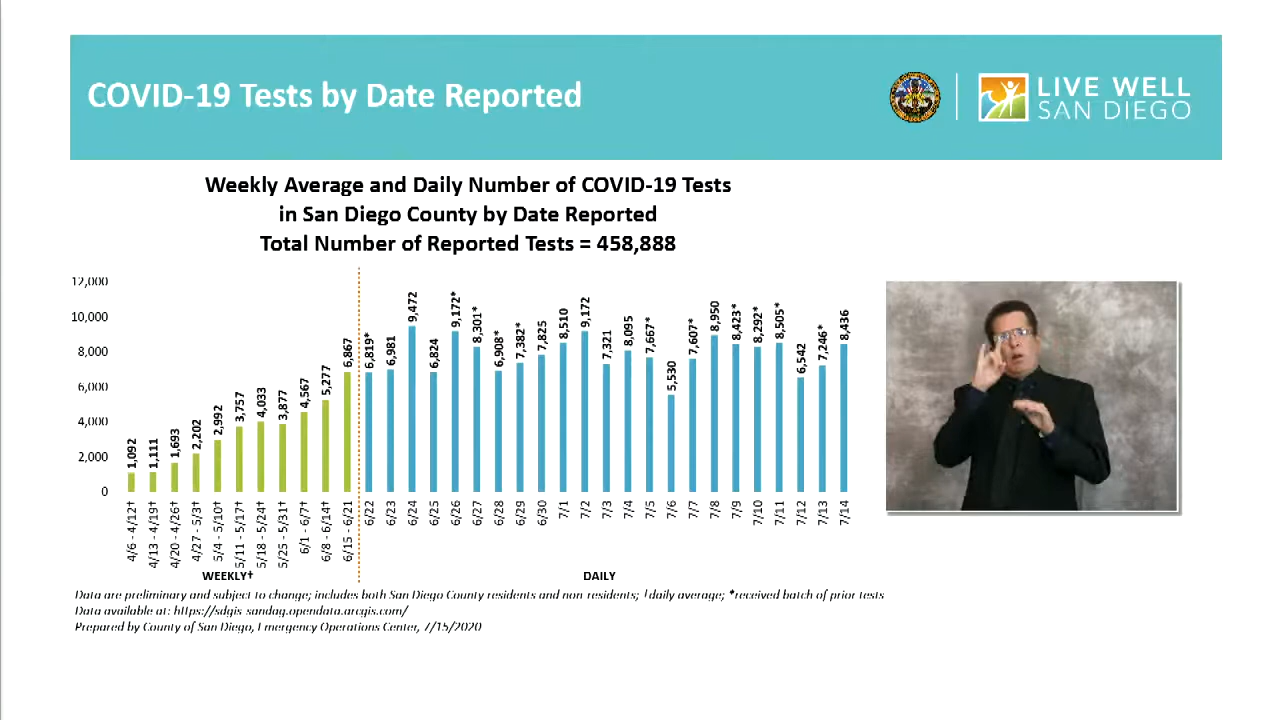 COVID-19 Tests by Date Reported
LIVE WELL
SAN DIEGO
Weekly Average and Daily Number of COVID-19 Tests
in San Diego County by Date Reported
Total Number of Reported Tests = 458,888
12,000
10,000
8,000
6,000
4,000
2,000
0
1,092
1,111
1,693
2,202
2,992
3,757
4,033
3,877
4,567
5,277
6,867
6,819*
6,981
9,472
6,824
9,172*
8,301*
6,908*
7,382*
7,825
8,510
9,172
7,321
8,095
7,667*
5,530
7,607*
8,950
8,423*
8,292*
8,505*
6,542
7,246*
8,436
4/6 - 4/12†
4/13 - 4/19†
4/20 - 4/26†
4/27 - 5/3†
5/4 - 5/10†
5/11 - 5/17†
5/18 - 5/24†
5/25 - 5/31†
6/1 - 6/7†
6/8 - 6/14†
6/15 - 6/21
6/22
6/23
6/24
6/25
6/26
6/27
6/28
6/29
6/30
7/1
7/2
7/3
7/4
7/5
7/6
7/7
7/8
7/9
7/10
7/11
7/12
7/13
7/14
WEEKLY†
DAILY
Data are preliminary and subject to change; includes both San Diego County residents and non-residents; †daily average; *received batch of prior tests
Data available at: https://sdgis-sandag.opendata.arcgis.com/
Prepared by County of San Diego, Emergency Operations Center, 7/15/2020